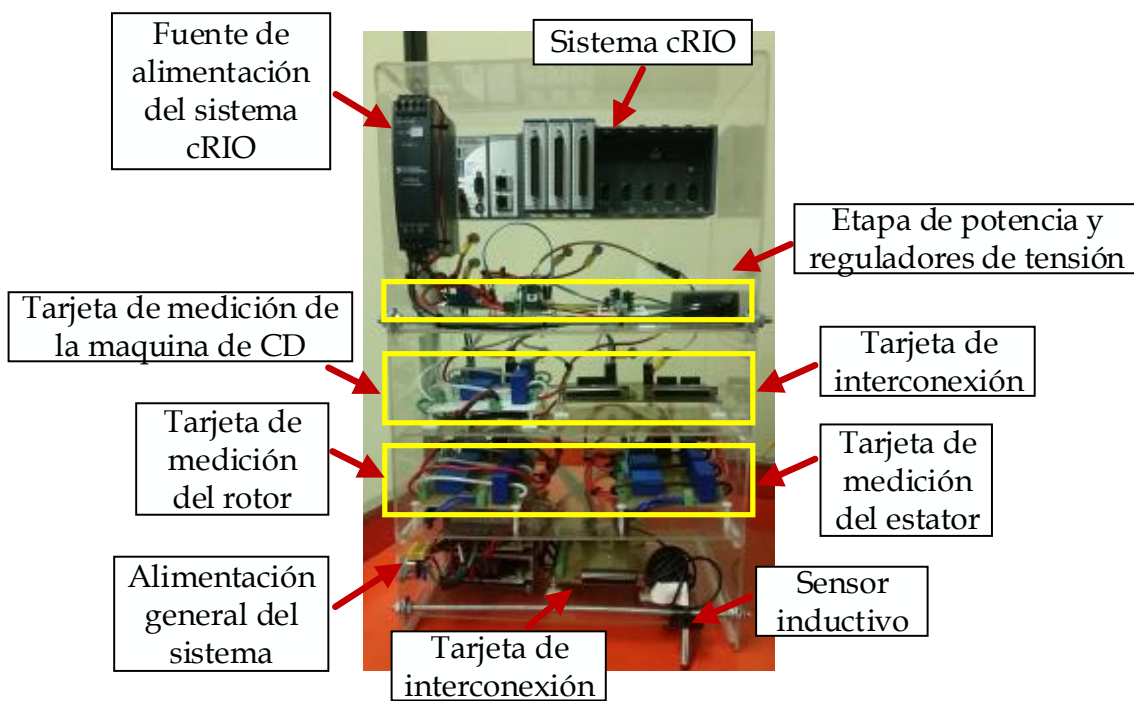 Fuente de
alimentación
del sistema
cRIO
Sistema cRIO
Etapa de potencia y
reguladores de tensión
Tarjeta de medición de
la maquina de CD
Tarjeta de
interconexión
Tarjeta de
medición
del rotor
Tarjeta de
medición
del estator
Alimentación
general del
sistema
Tarjeta de
interconexión
Sensor
inductivo